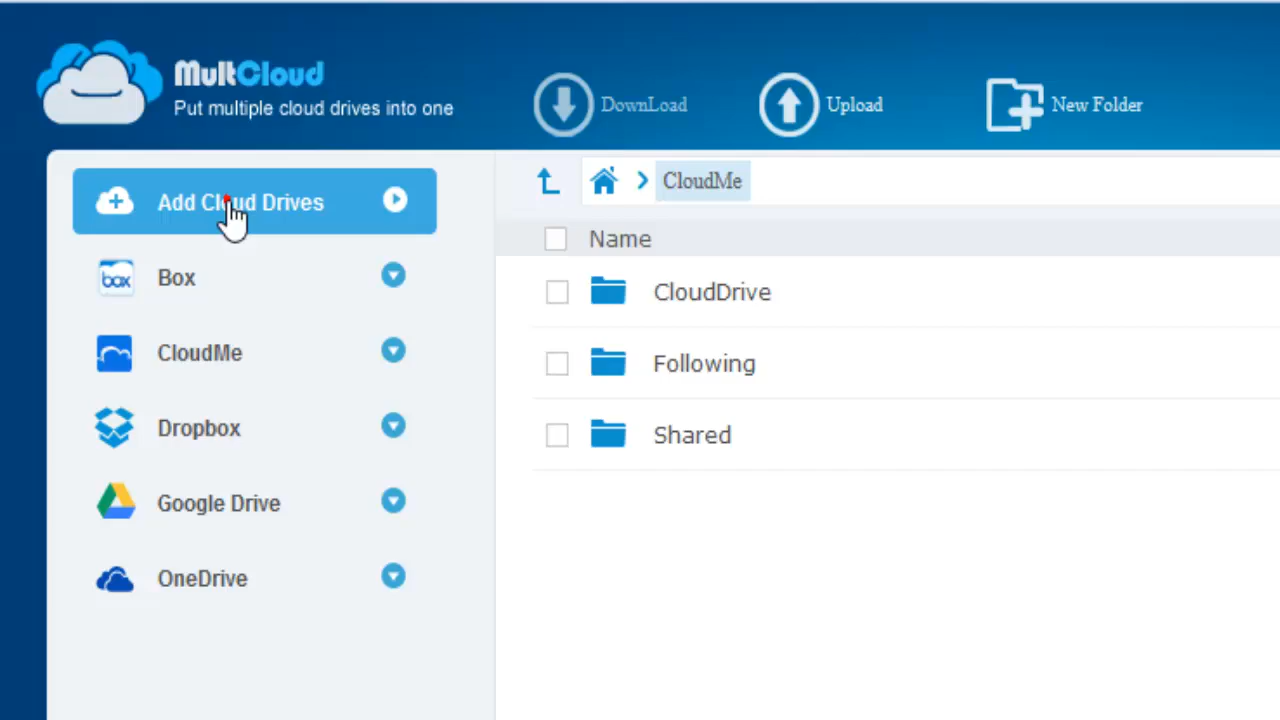 MultCloud
Put multiple cloud drives into one
DownLoad
Upload
New Folder
Add Cloud Drives
CloudMe
Name
box
Box
CloudDrive
CloudMe
Following
Dropbox
Shared
Google Drive
OneDrive